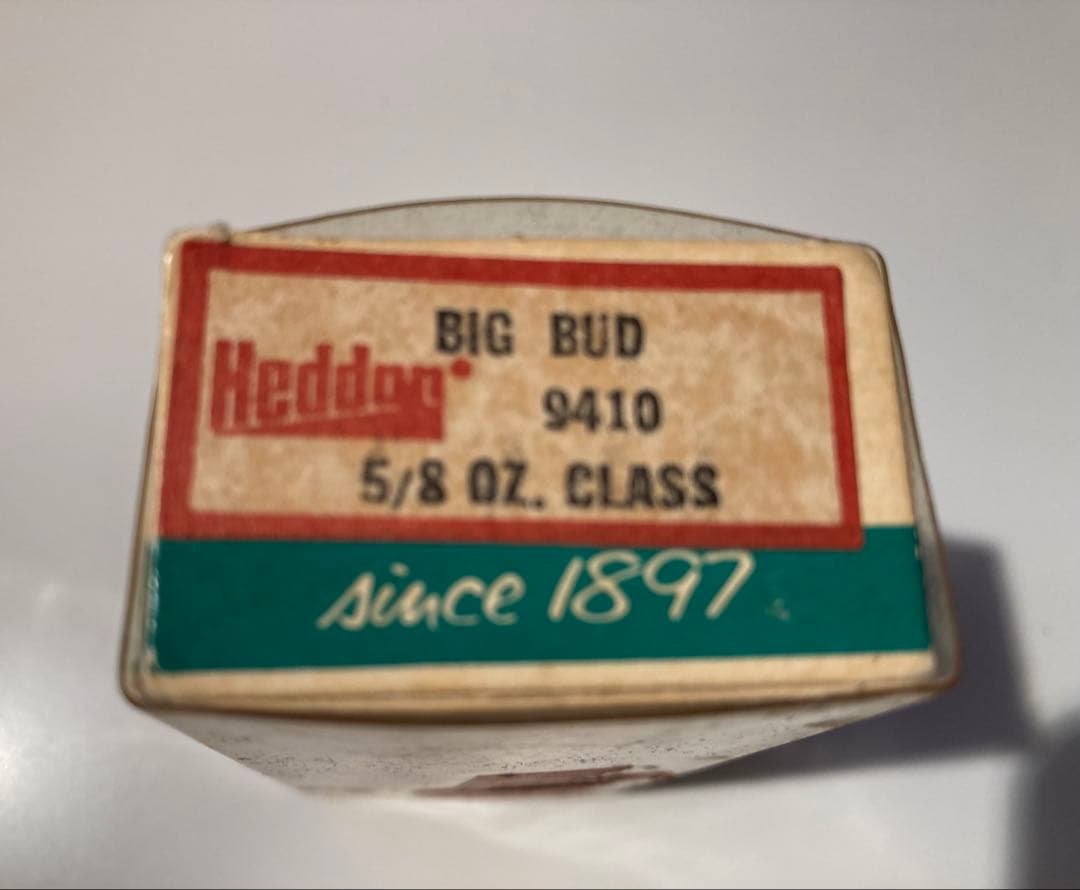 BIG BUD
Heddon
9410
5/8 OZ. CLASS
since 1897